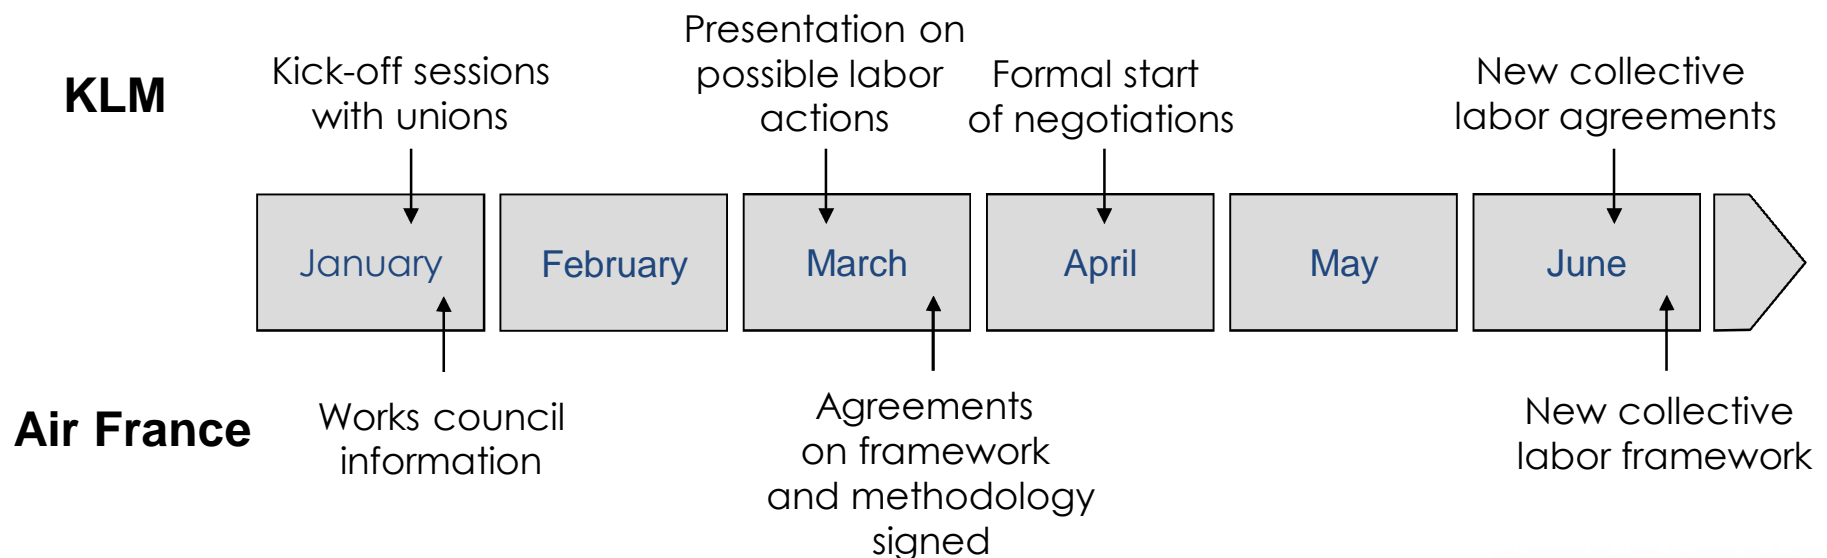 KLM
Kick-off sessions
with unions
Presentation on
possible labor
actions
Formal start
of negotiations
New collective
labor agreements
January
February
March
April
May
June
Air France
Works council
information
Agreements
on framework
and methodology
signed
New collective
labor framework